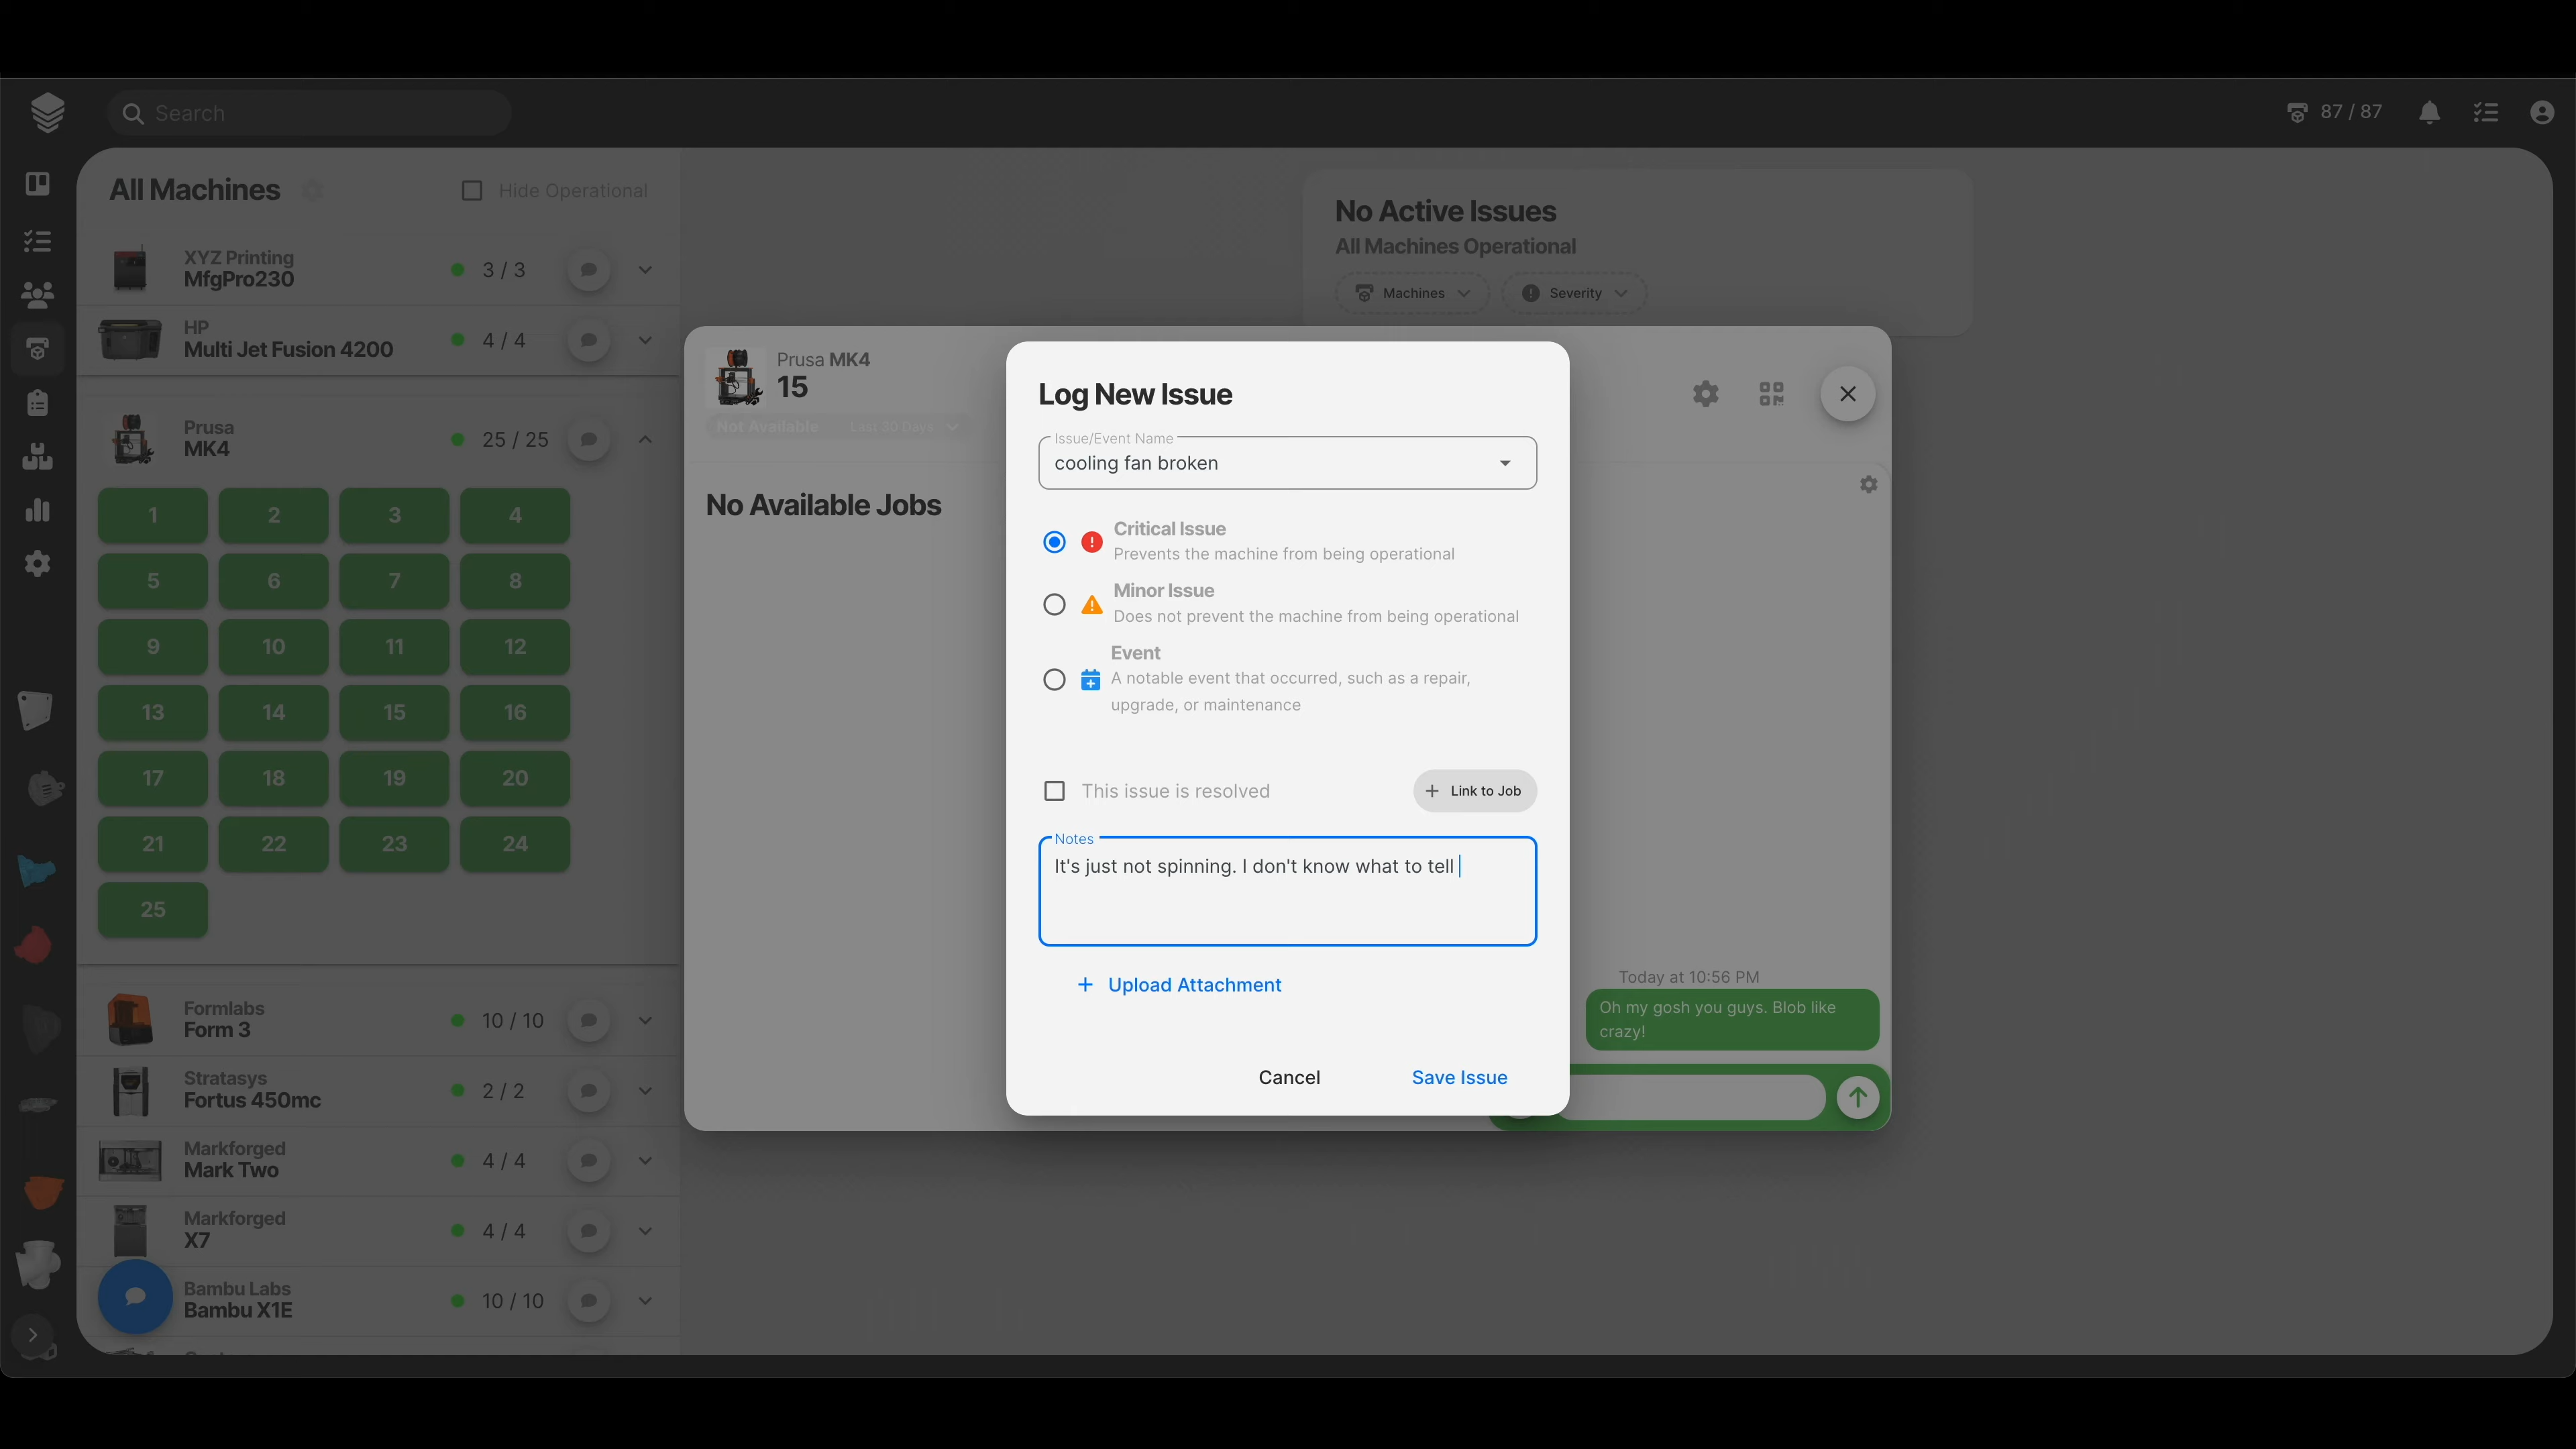 Search
87 / 87
All Machines
Hide Operational
XYZ Printing
MfgPro230
3 / 3
HP
Multi Jet Fusion 4200
4 / 4
Prusa
MK4
25 / 25
1 2 3 4
5 6 7 8
9 10 11 12
13 14 15 16
17 18 19 20
21 22 23 24
25
Formlabs
Form 3
10 / 10
Stratasys
Fortus 450mc
2 / 2
Markforged
Mark Two
4 / 4
Markforged
X7
4 / 4
Bambu Labs
Bambu X1E
10 / 10
No Active Issues
All Machines Operational
Machines
Severity
Prusa MK4
15
Not Available
Last 30 Days
No Available Jobs
Log New Issue
Issue/Event Name
cooling fan broken
Critical Issue
Prevents the machine from being operational
Minor Issue
Does not prevent the machine from being operational
Event
A notable event that occurred, such as a repair,
upgrade, or maintenance
This issue is resolved
+ Link to Job
Notes
It's just not spinning. I don't know what to tell
+ Upload Attachment
Cancel
Save Issue
Today at 10:56 PM
Oh my gosh you guys. Blob like
crazy!